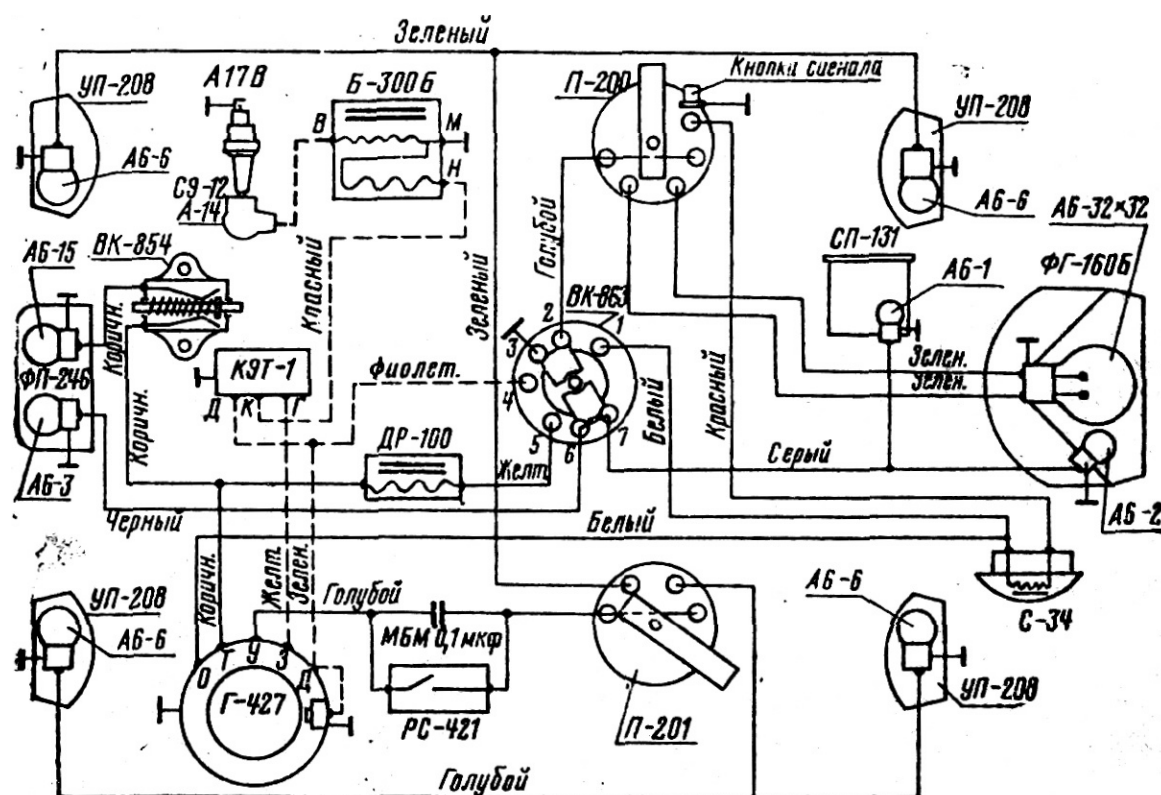 Зеленый
УП-208
А17В
Б-300Б
П-200
Кнопка сигнала
УП-208
В
М
Н
А6-6
СЭ-12
А-14
А6-6
А6-32×32
А6-15
ВК-854
Красный
Зеленый
Голубой
СП-131
А6-1
ФГ-160Б
ВК-863
1
2
3
4
5
6
7
Коричн.
Коричн.
ФП-246
КЭТ-1
Д
К
Г
Фиолет.
Белый
Красный
Зелен.
Зелен.
А6-3
ДР-100
Желт.
Серый
А6-2
Черный
Белый
Коричн.
Желт.
Зелен.
Голубой
УП-208
А6-6
МБМ 0,1 мкф
А6-6
С-34
О
Т
У
З
Д
Г-427
РС-421
П-201
УП-208
Голубой